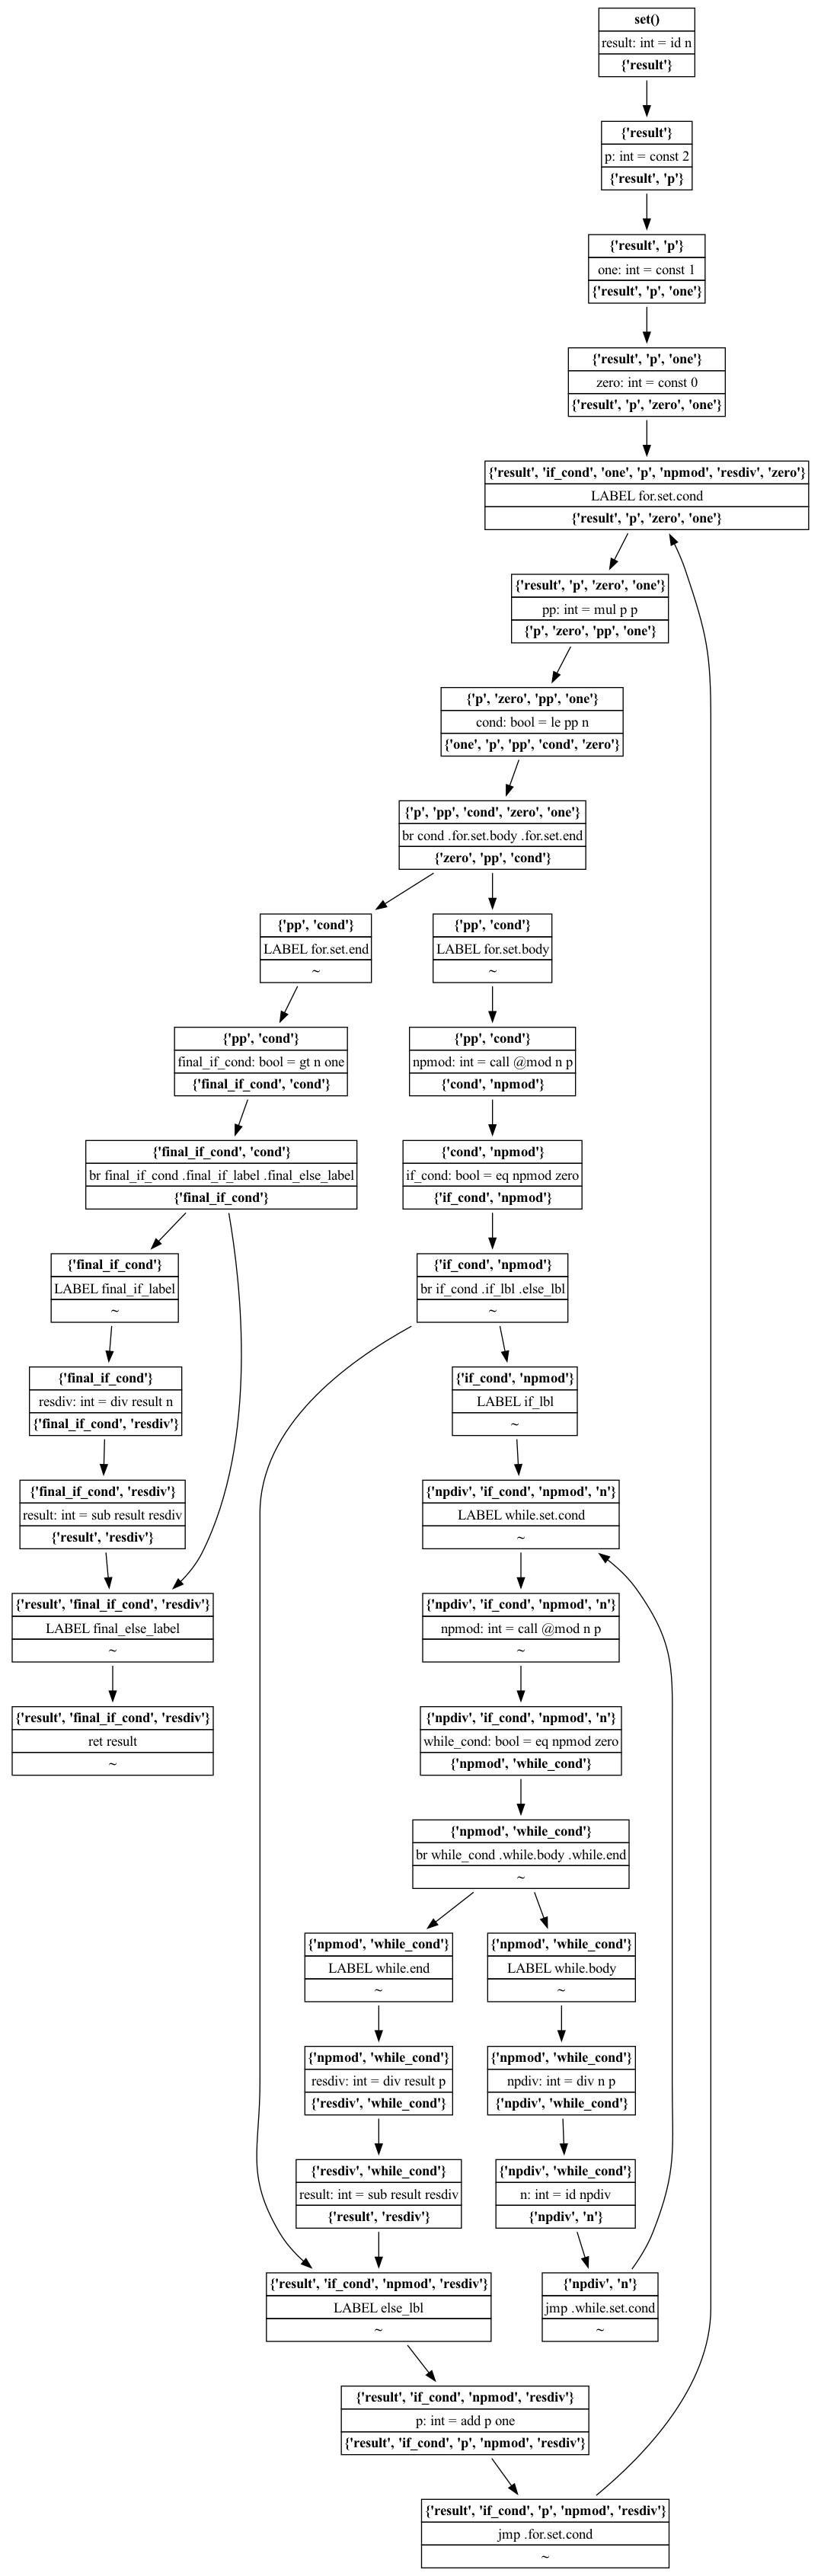 set()
result: int = id n
{'result'}
{'result'}
p: int = const 2
{'result', 'p'}
{'result', 'p'}
one: int = const 1
{'result', 'p', 'one'}
{'result', 'p', 'one'}
zero: int = const 0
{'result', 'p', 'zero', 'one'}
{'result', 'if_cond', 'one', 'p', 'npmod', 'resdiv', 'zero'}
LABEL for.set.cond
{'result', 'p', 'zero', 'one'}
{'result', 'p', 'zero', 'one'}
pp: int = mul p p
{'p', 'zero', 'pp', 'one'}
{'p', 'zero', 'pp', 'one'}
cond: bool = le pp n
{'one', 'p', 'pp', 'cond', 'zero'}
{'p', 'pp', 'cond', 'zero', 'one'}
br cond .for.set.body .for.set.end
{'zero', 'pp', 'cond'}
{'pp', 'cond'}
LABEL for.set.end
~
{'pp', 'cond'}
LABEL for.set.body
~
{'pp', 'cond'}
final_if_cond: bool = gt n one
{'final_if_cond', 'cond'}
{'pp', 'cond'}
npmod: int = call @mod n p
{'cond', 'npmod'}
{'final_if_cond', 'cond'}
br final_if_cond .final_if_label .final_else_label
{'final_if_cond'}
{'cond', 'npmod'}
if_cond: bool = eq npmod zero
{'if_cond', 'npmod'}
{'final_if_cond'}
LABEL final_if_label
~
{'if_cond', 'npmod'}
br if_cond .if_lbl .else_lbl
~
{'final_if_cond'}
resdiv: int = div result n
{'final_if_cond', 'resdiv'}
{'if_cond', 'npmod'}
LABEL if_lbl
~
{'final_if_cond', 'resdiv'}
result: int = sub result resdiv
{'result', 'resdiv'}
{'npdiv', 'if_cond', 'npmod', 'n'}
LABEL while.set.cond
~
{'result', 'final_if_cond', 'resdiv'}
LABEL final_else_label
~
{'npdiv', 'if_cond', 'npmod', 'n'}
npmod: int = call @mod n p
~
{'result', 'final_if_cond', 'resdiv'}
ret result
~
{'npdiv', 'if_cond', 'npmod', 'n'}
while_cond: bool = eq npmod zero
{'npmod', 'while_cond'}
{'npmod', 'while_cond'}
br while_cond .while.body .while.end
~
{'npmod', 'while_cond'}
LABEL while.end
~
{'npmod', 'while_cond'}
LABEL while.body
~
{'npmod', 'while_cond'}
resdiv: int = div result p
{'resdiv', 'while_cond'}
{'npmod', 'while_cond'}
npdiv: int = div n p
{'npdiv', 'while_cond'}
{'resdiv', 'while_cond'}
result: int = sub result resdiv
{'result', 'resdiv'}
{'npdiv', 'while_cond'}
n: int = id npdiv
{'npdiv', 'n'}
{'result', 'if_cond', 'npmod', 'resdiv'}
LABEL else_lbl
~
{'npdiv', 'n'}
jmp .while.set.cond
~
{'result', 'if_cond', 'npmod', 'resdiv'}
p: int = add p one
{'result', 'if_cond', 'p', 'npmod', 'resdiv'}
{'result', 'if_cond', 'p', 'npmod', 'resdiv'}
jmp .for.set.cond
~